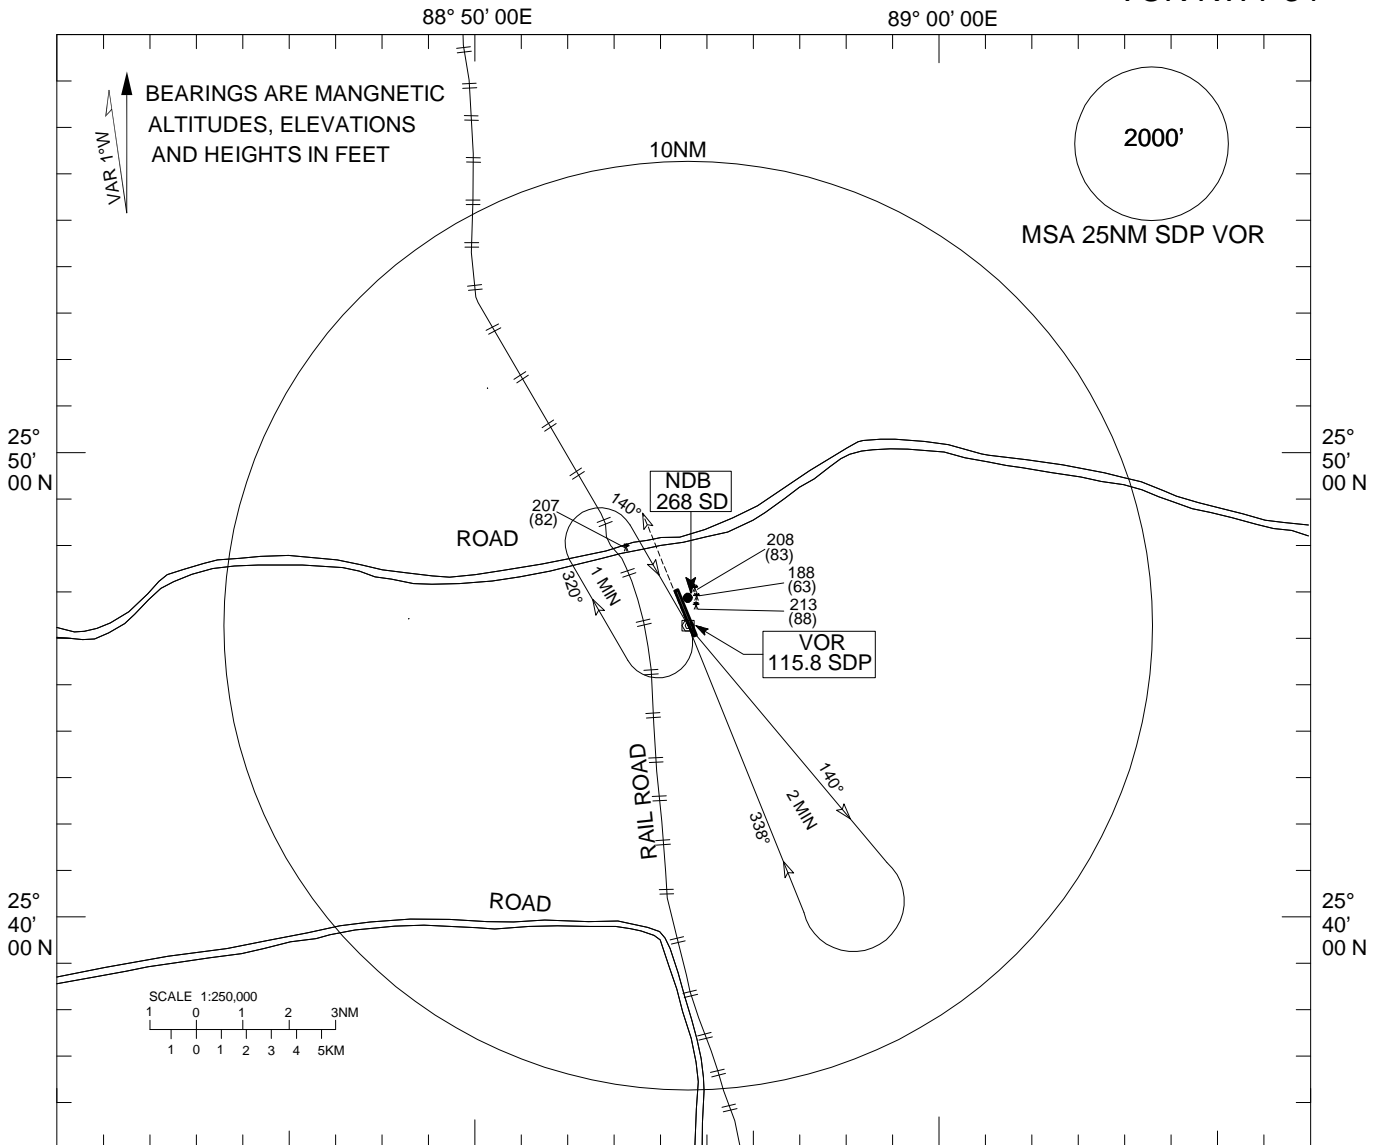 88° 50' 00E
89° 00' 00E
BEARINGS ARE MANGNETIC
ALTITUDES, ELEVATIONS
AND HEIGHTS IN FEET
VAR 1°W
10NM
2000'
MSA 25NM SDP VOR
25°
50'
00 N
25°
50'
00 N
NDB
268 SD
207
(82)
140°
ROAD
208
(83)
188
(63)
213
(88)
1 MIN
320°
VOR
115.8 SDP
RAIL ROAD
140°
2 MIN
338°
ROAD
25°
40'
00 N
25°
40'
00 N
SCALE 1:250,000
1 0 1 2 3NM
1 0 1 2 3 4 5KM